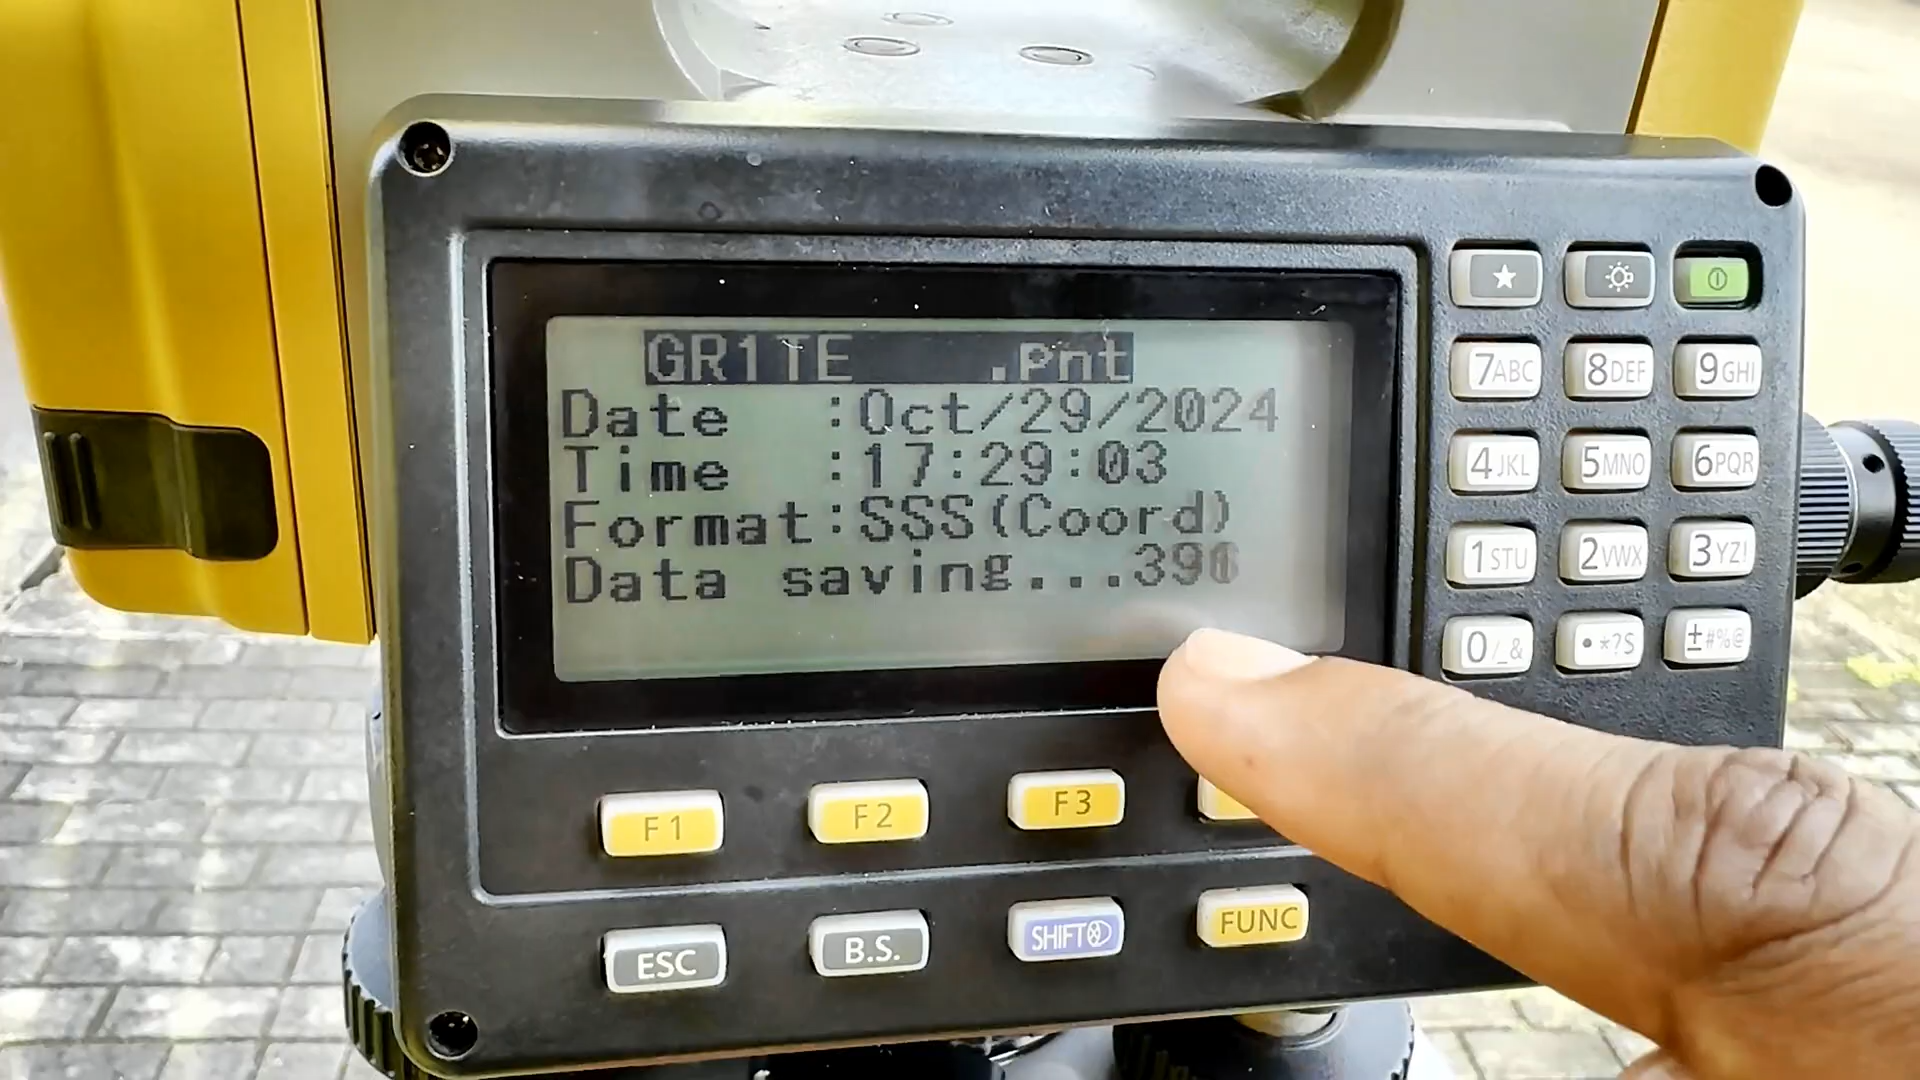 GR1TE .pnt
Date :Oct/29/2024
Time :17:29:03
Format:SSS(Coord)
Data saving...
7ABC 8DEF 9GHI
4JKL 5MNO 6PQR
1STU 2VWX 3YZ!
0/_& •*?$ ±#%@
F1 F2 F3
ESC B.S. SHIFT FUNC